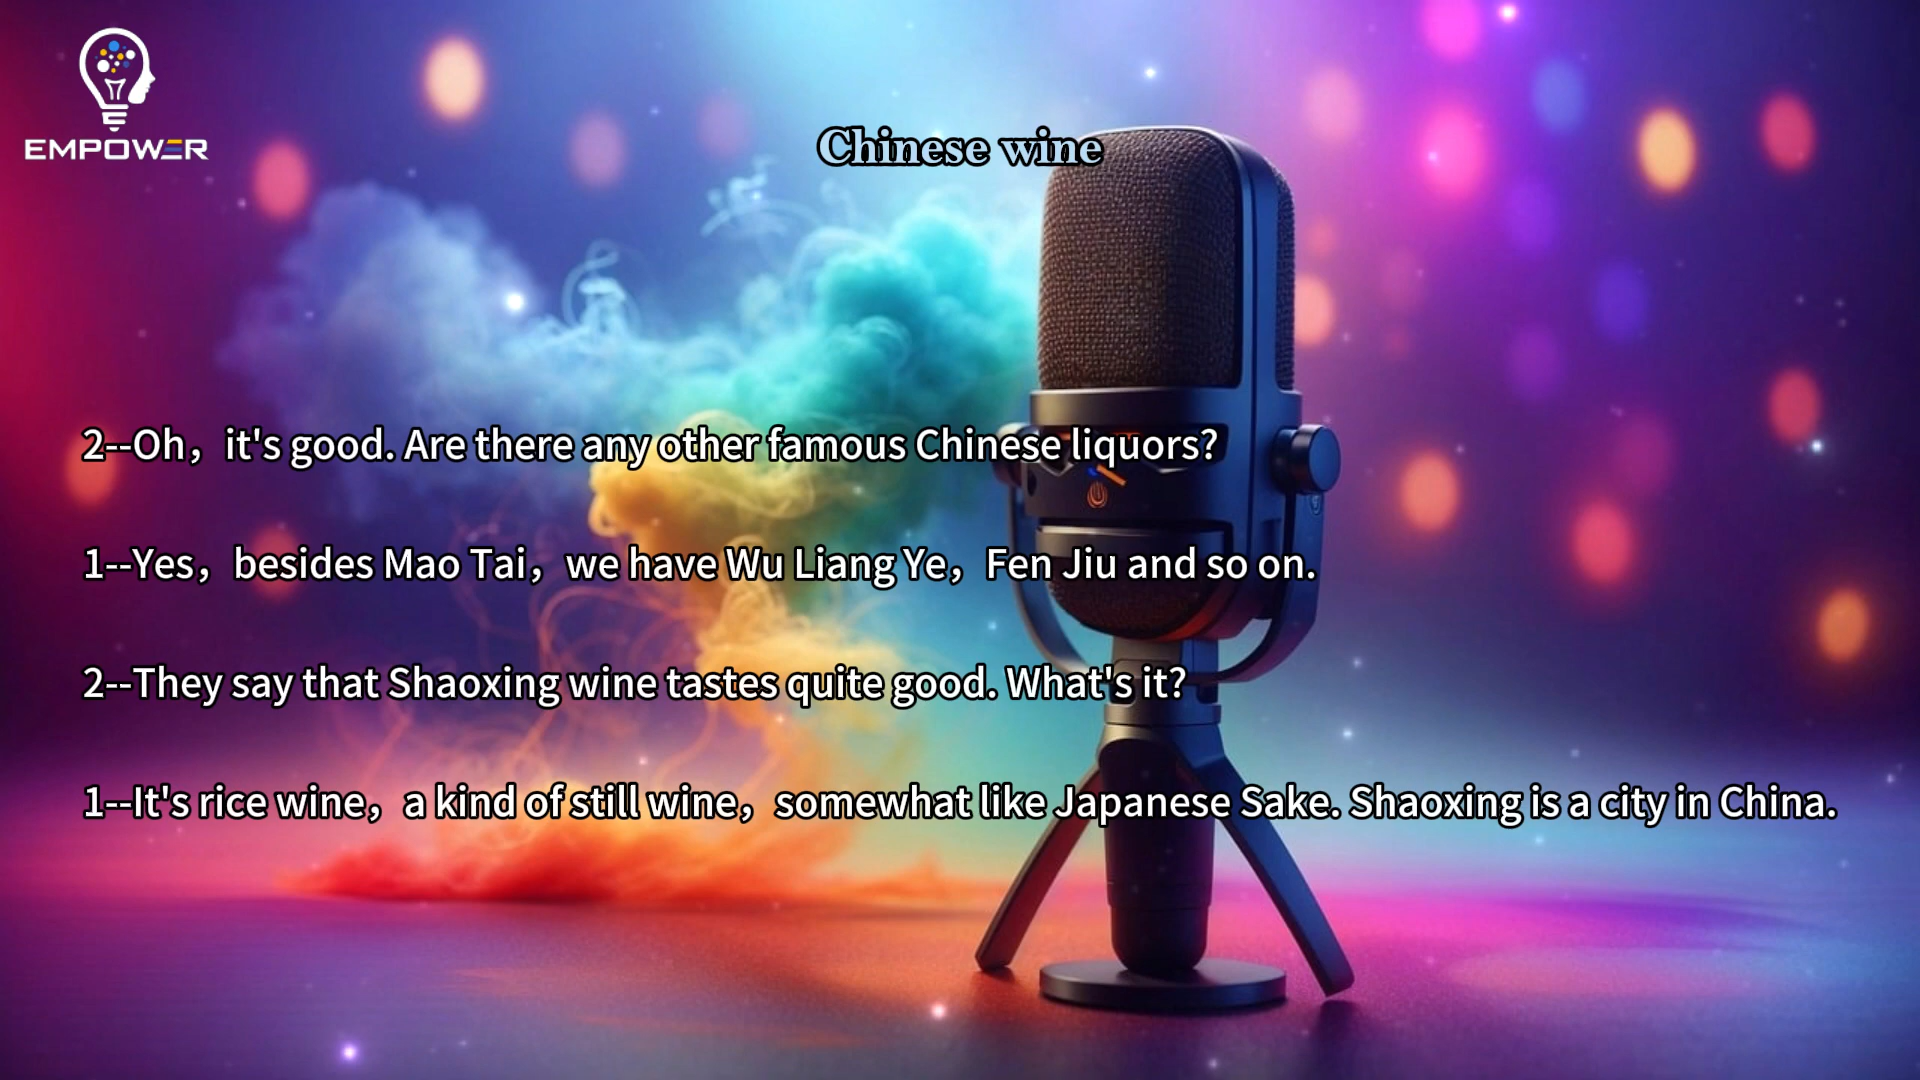 EMPOWER
Chinese wine
2--Oh，it's good. Are there any other famous Chinese liquors?
1--Yes，besides Mao Tai，we have Wu Liang Ye，Fen Jiu and so on.
2--They say that Shaoxing wine tastes quite good. What's it?
1--It's rice wine，a kind of still wine，somewhat like Japanese Sake. Shaoxing is a city in China.